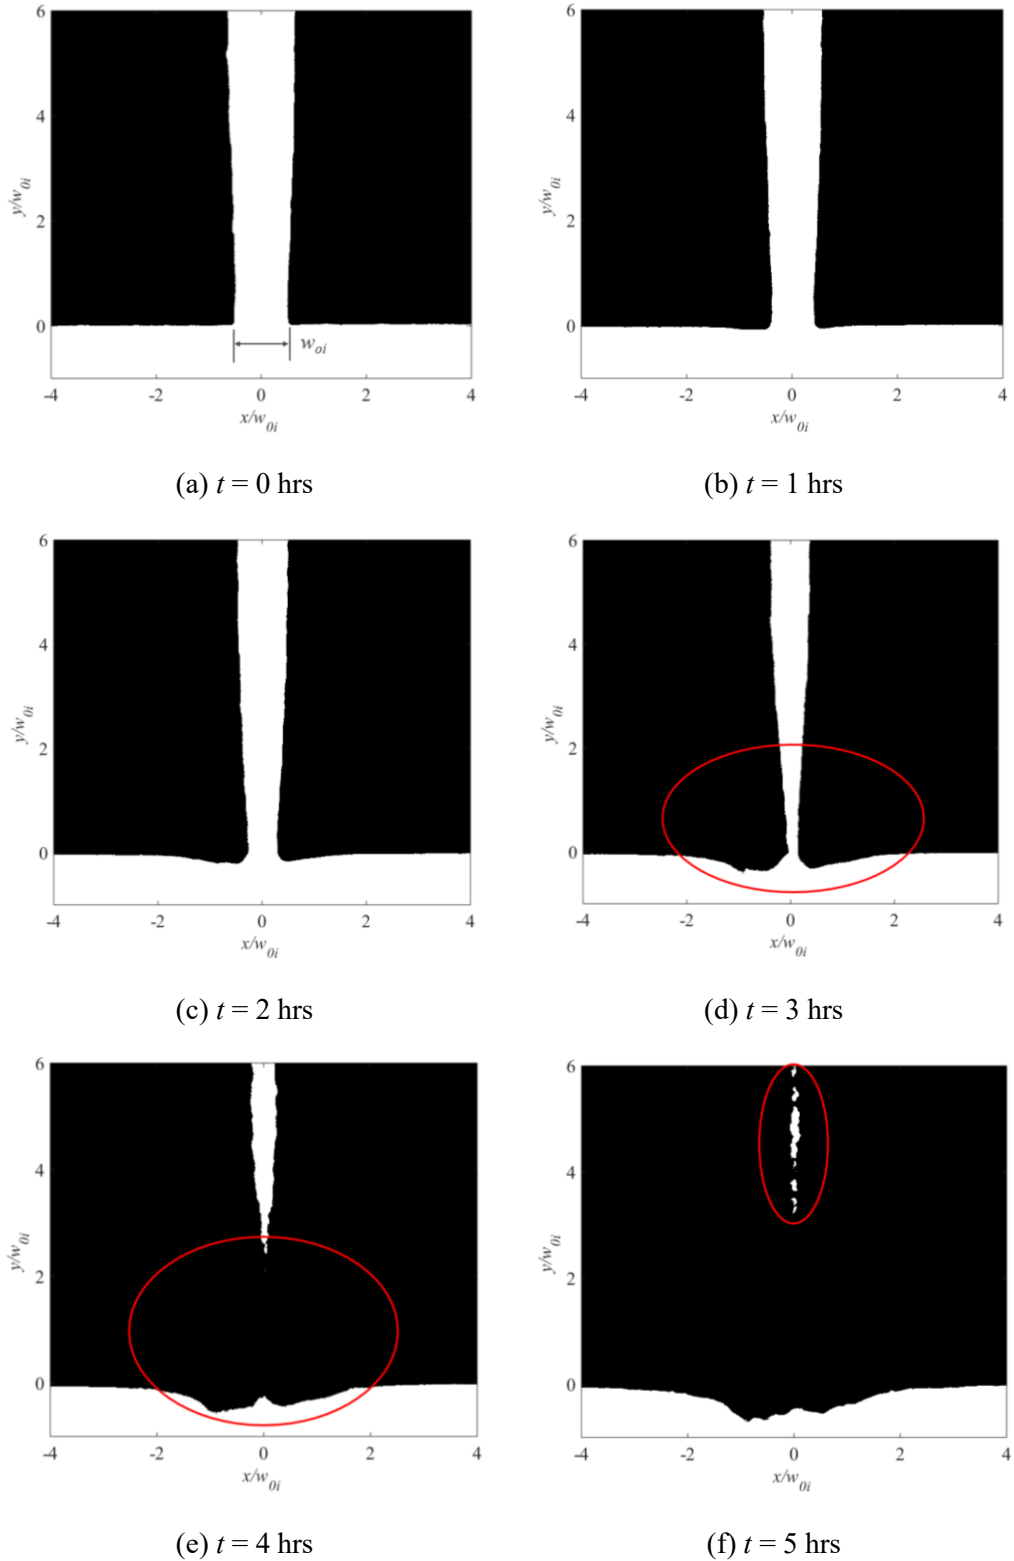 6
4
2
0
y/w0i
woi
-4 -2 0 2 4
x/w0i
(a) t = 0 hrs
6
4
2
0
y/w0i
-4 -2 0 2 4
x/w0i
(b) t = 1 hrs
6
4
2
0
y/w0i
-4 -2 0 2 4
x/w0i
(c) t = 2 hrs
6
4
2
0
y/w0i
-4 -2 0 2 4
x/w0i
(d) t = 3 hrs
6
4
2
0
y/w0i
-4 -2 0 2 4
x/w0i
(e) t = 4 hrs
6
4
2
0
y/w0i
-4 -2 0 2 4
x/w0i
(f) t = 5 hrs